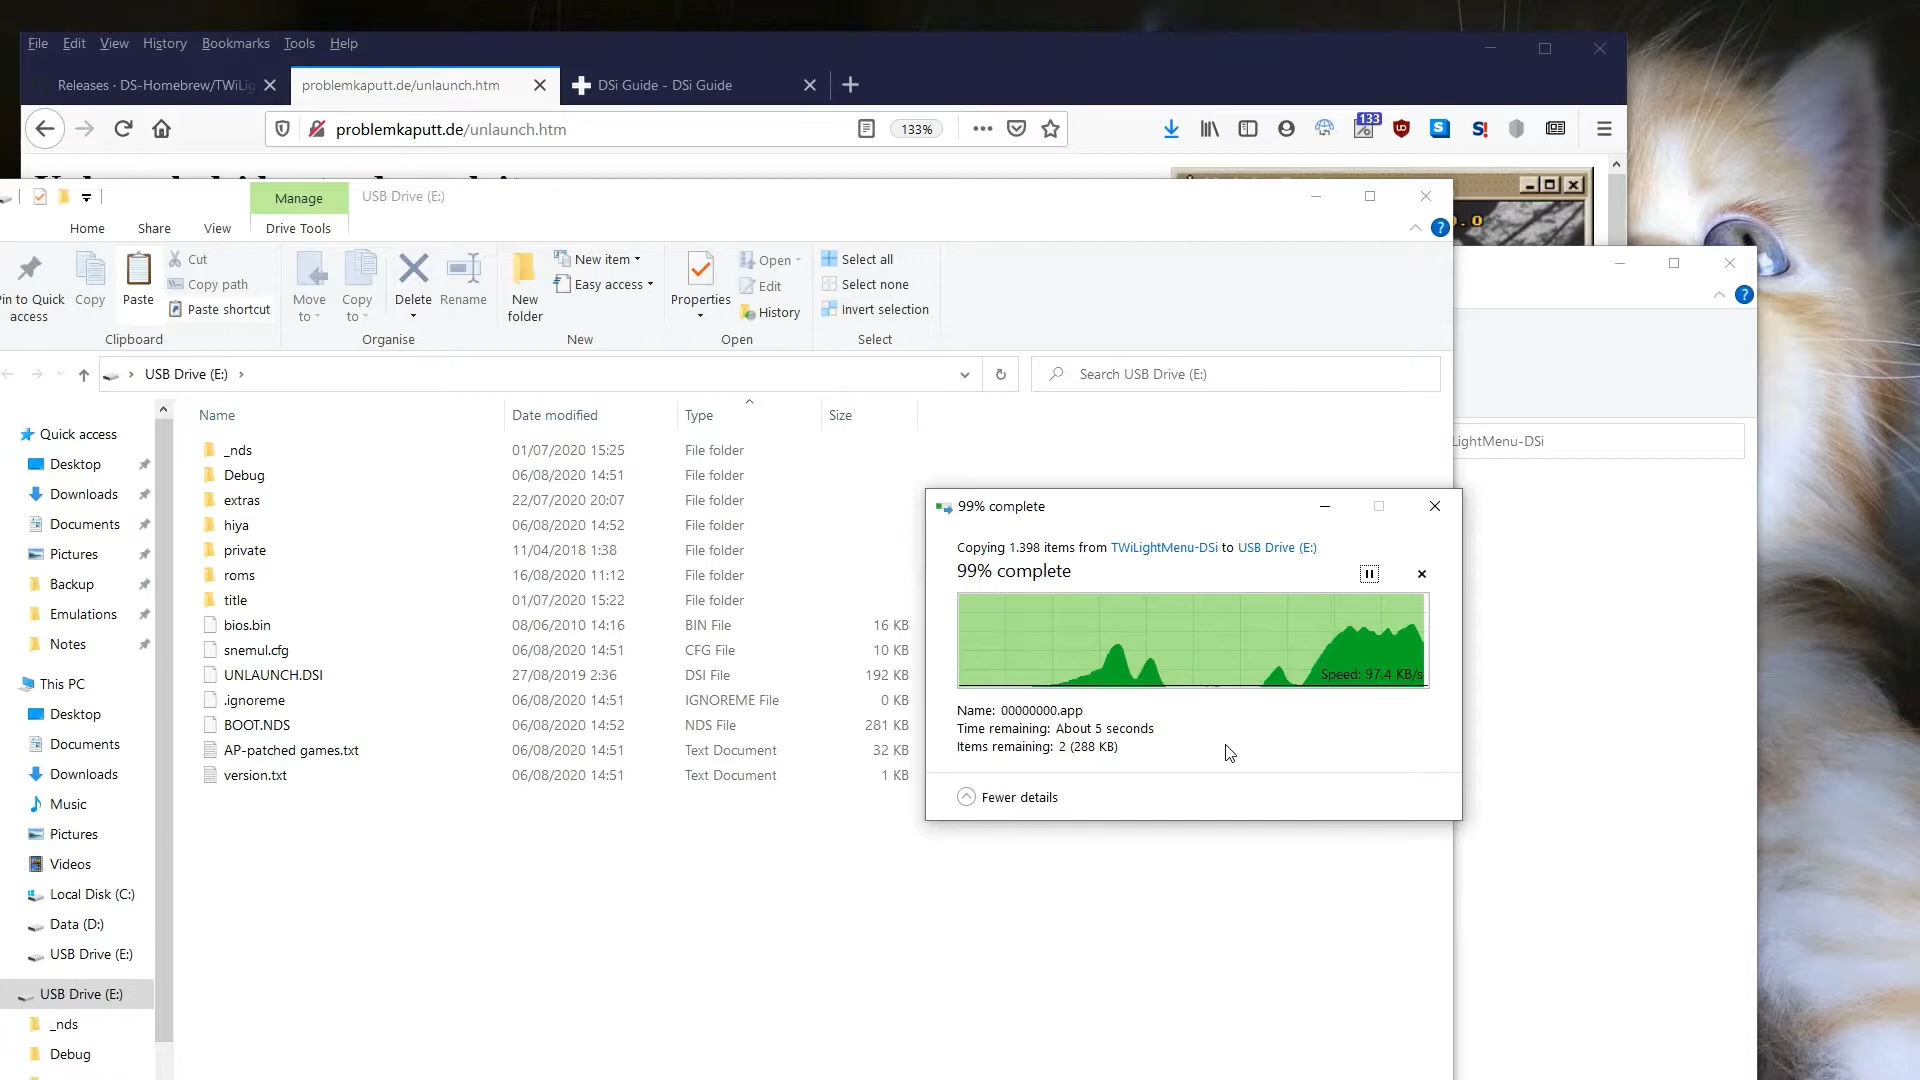 File Edit View History Bookmarks Tools Help
Releases · DS-Homebrew/TWiLig
problemkaputt.de/unlaunch.htm
DSi Guide - DSi Guide
problemkaputt.de/unlaunch.htm
133%
133
Manage
USB Drive (E:)
Home Share View Drive Tools
Pin to Quick access
Copy
Paste
Cut
Copy path
Paste shortcut
Move to
Copy to
Delete
Rename
New folder
New item
Easy access
Properties
Open
Edit
History
Select all
Select none
Invert selection
Clipboard Organise New Open Select
USB Drive (E:)
Search USB Drive (E:)
LightMenu-DSi
Name Date modified Type Size
_nds 01/07/2020 15:25 File folder
Debug 06/08/2020 14:51 File folder
extras 22/07/2020 20:07 File folder
hiya 06/08/2020 14:52 File folder
private 11/04/2018 1:38 File folder
roms 16/08/2020 11:12 File folder
title 01/07/2020 15:22 File folder
bios.bin 08/06/2010 14:16 BIN File 16 KB
snemul.cfg 06/08/2020 14:51 CFG File 10 KB
UNLAUNCH.DSI 27/08/2019 2:36 DSI File 192 KB
.ignoreme 06/08/2020 14:51 IGNOREME File 0 KB
BOOT.NDS 06/08/2020 14:52 NDS File 281 KB
AP-patched games.txt 06/08/2020 14:51 Text Document 32 KB
version.txt 06/08/2020 14:51 Text Document 1 KB
Quick access
Desktop
Downloads
Documents
Pictures
Backup
Emulations
Notes
This PC
Desktop
Documents
Downloads
Music
Pictures
Videos
Local Disk (C:)
Data (D:)
USB Drive (E:)
USB Drive (E:)
_nds
Debug
99% complete
Copying 1.398 items from TWiLightMenu-DSi to USB Drive (E:)
99% complete
Speed: 97.4 KB/s
Name: 00000000.app
Time remaining: About 5 seconds
Items remaining: 2 (288 KB)
Fewer details